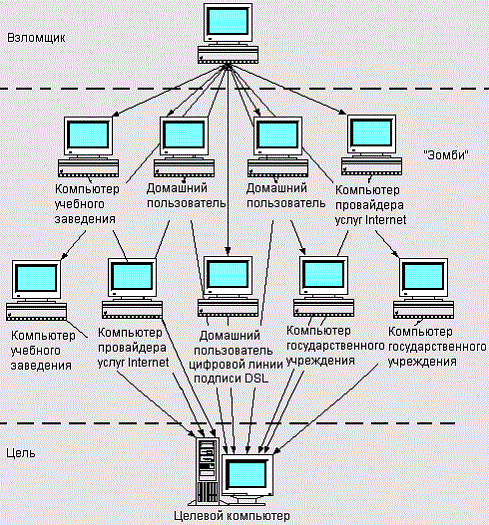 Взломщик
"Зомби"
Компьютер
учебного
заведения
Домашний
пользователь
Домашний
пользователь
Компьютер
провайдера
услуг Internet
Компьютер
учебного
заведения
Компьютер
провайдера
услуг Internet
Домашний
пользователь
цифровой линии
подписи DSL
Компьютер
государственного
учреждения
Компьютер
государственного
учреждения
Цель
Целевой компьютер